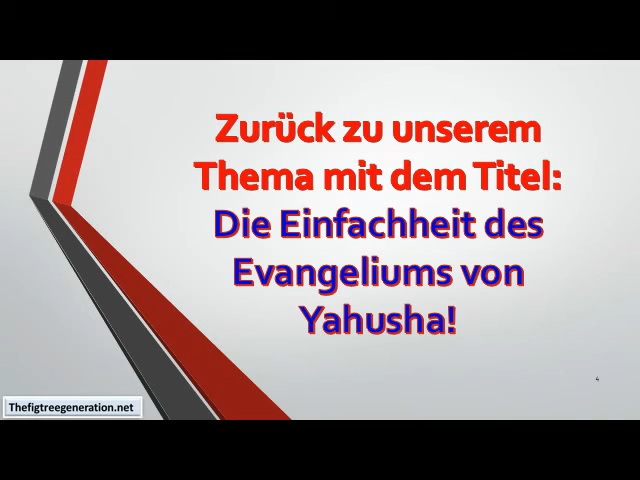 Zurück zu unserem
Thema mit dem Titel:
Die Einfachheit des
Evangeliums von
Yahusha!
4
Thefigtreegeneration.net